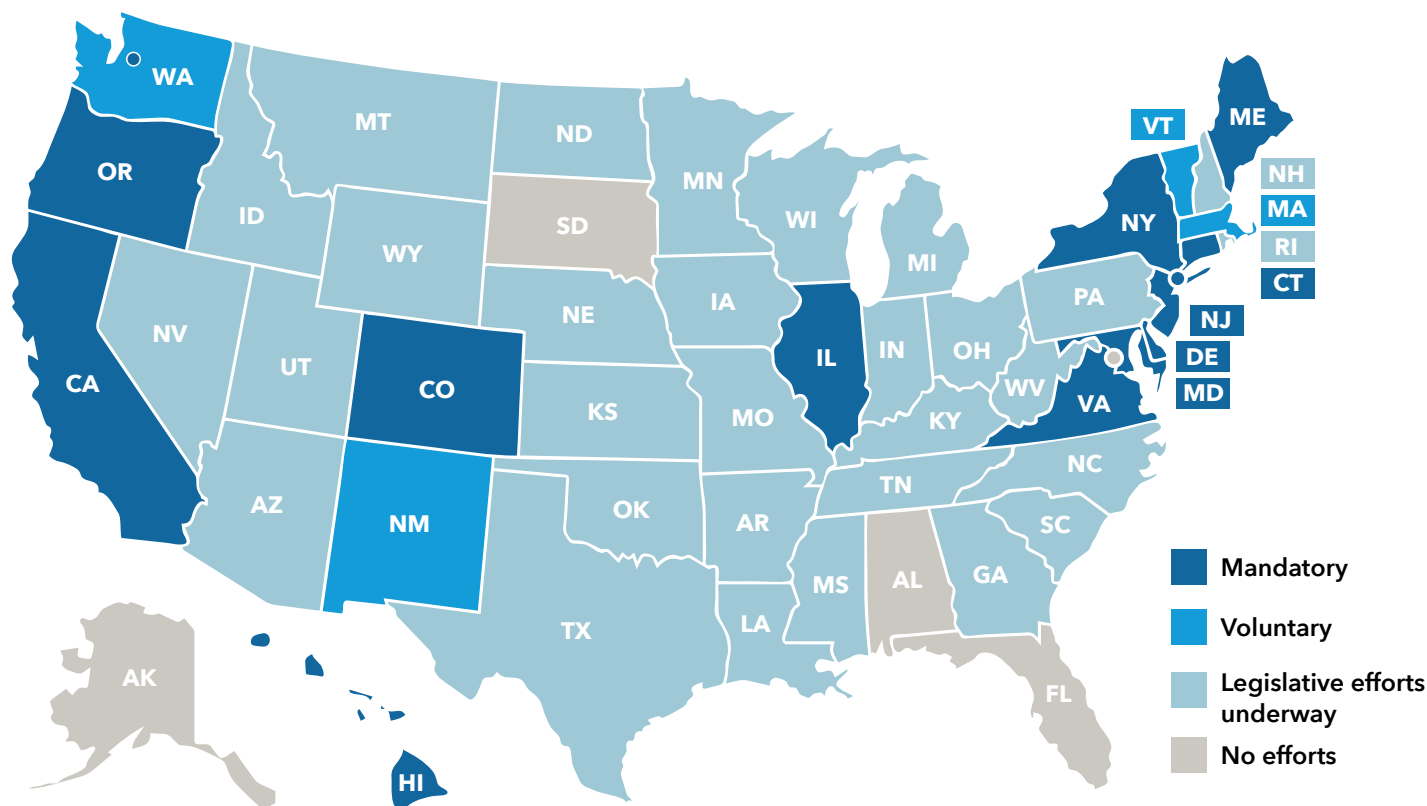 WA
MT
ND
VT
ME
OR
MN
NH
ID
SD
WI
NY
MA
WY
MI
RI
IA
PA
CT
NE
NV
NJ
UT
IL
IN
OH
DE
CA
CO
WV
MD
KS
MO
KY
VA
NC
AZ
NM
OK
AR
TN
SC
MS
AL
GA
TX
LA
AK
FL
HI
Mandatory
Voluntary
Legislative efforts
underway
No efforts